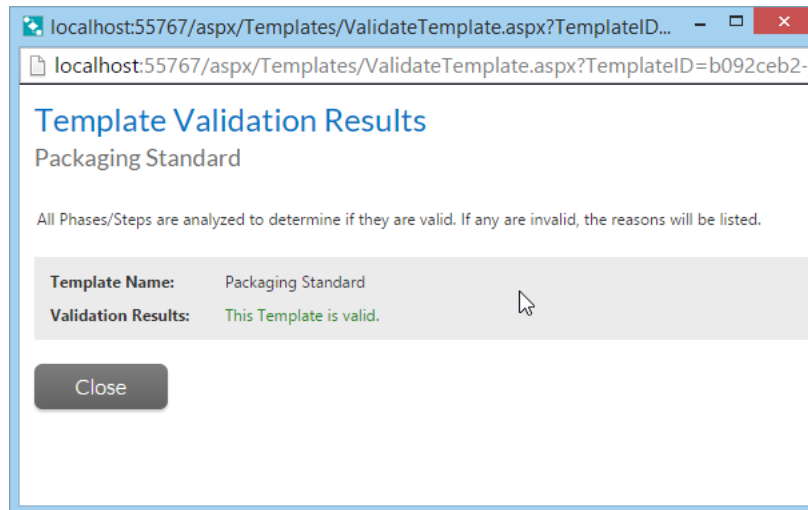 localhost:55767/aspx/Templates/ValidateTemplate.aspx?TemplateID...
localhost:55767/aspx/Templates/ValidateTemplate.aspx?TemplateID=b092ceb2-
Template Validation Results
Packaging Standard
All Phases/Steps are analyzed to determine if they are valid. If any are invalid, the reasons will be listed.
Template Name: Packaging Standard
Validation Results: This Template is valid.
Close